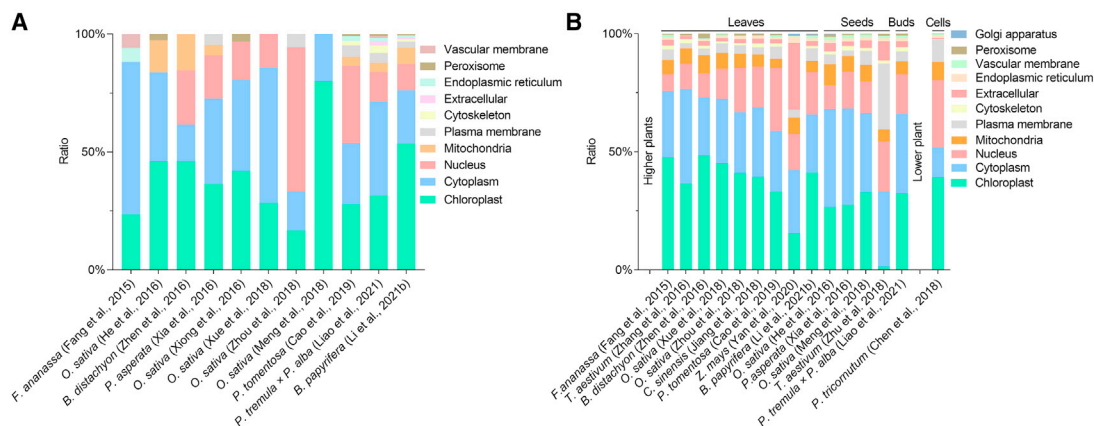 A
100%
50%
0%
Ratio
Vascular membrane
Peroxisome
Endoplasmic reticulum
Extracellular
Cytoskeleton
Plasma membrane
Mitochondria
Nucleus
Cytoplasm
Chloroplast
F. ananassa (Fang et al., 2015)
O. sativa (He et al., 2016)
B. distachyon (Zhen et al., 2016)
P. asperata (Xia et al., 2016)
O. sativa (Xiong et al., 2016)
O. sativa (Xue et al., 2018)
O. sativa (Zhou et al., 2018)
O. sativa (Meng et al., 2018)
P. tomentosa (Cao et al., 2019)
P. tremula × P. alba (Liao et al., 2021)
B. papyrifera (Li et al., 2021b)
B
Leaves
Seeds
Buds
Cells
100%
50%
0%
Ratio
Higher plants
Lower plant
Golgi apparatus
Peroxisome
Vascular membrane
Endoplasmic reticulum
Extracellular
Cytoskeleton
Plasma membrane
Mitochondria
Nucleus
Cytoplasm
Chloroplast
F.ananassa (Fang et al., 2015)
T. aestivum (Zhang et al., 2016)
B. distachyon (Zhen et al., 2016)
O. sativa (Xue et al., 2018)
O. sativa (Zhou et al., 2018)
C. sinensis (Jiang et al., 2018)
P. tomentosa (Cao et al., 2019)
Z. mays (Yan et al., 2020)
B. papyrifera (Li et al., 2021b)
O. sativa (He et al., 2016)
P.asperata (Xia et al., 2016)
O. sativa (Meng et al., 2018)
T. aestivum (Zhu et al., 2018)
P. tremula × P. alba (Liao et al., 2021)
P. tricornutum (Chen et al., 2018)